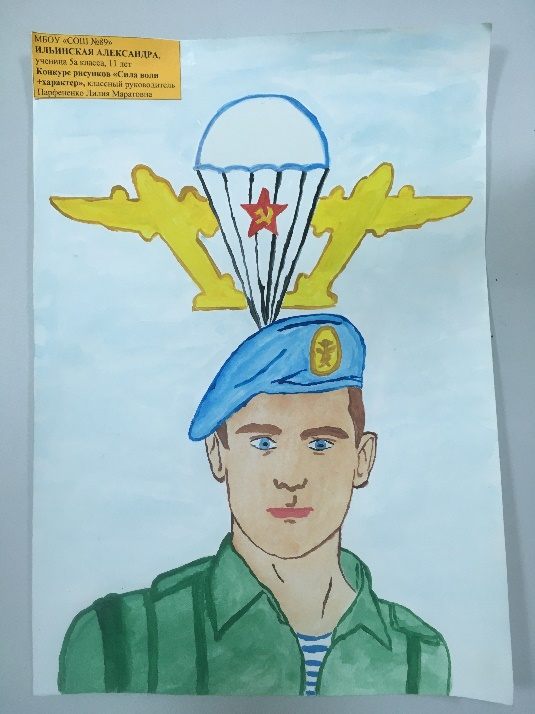 МБОУ «СОШ №89»
ИЛЬИНСКАЯ АЛЕКСАНДРА,
ученица 5а класса, 11 лет
Конкурс рисунков «Сила воли
+характер», классный руководитель
Парфененко Лилия Маратовна